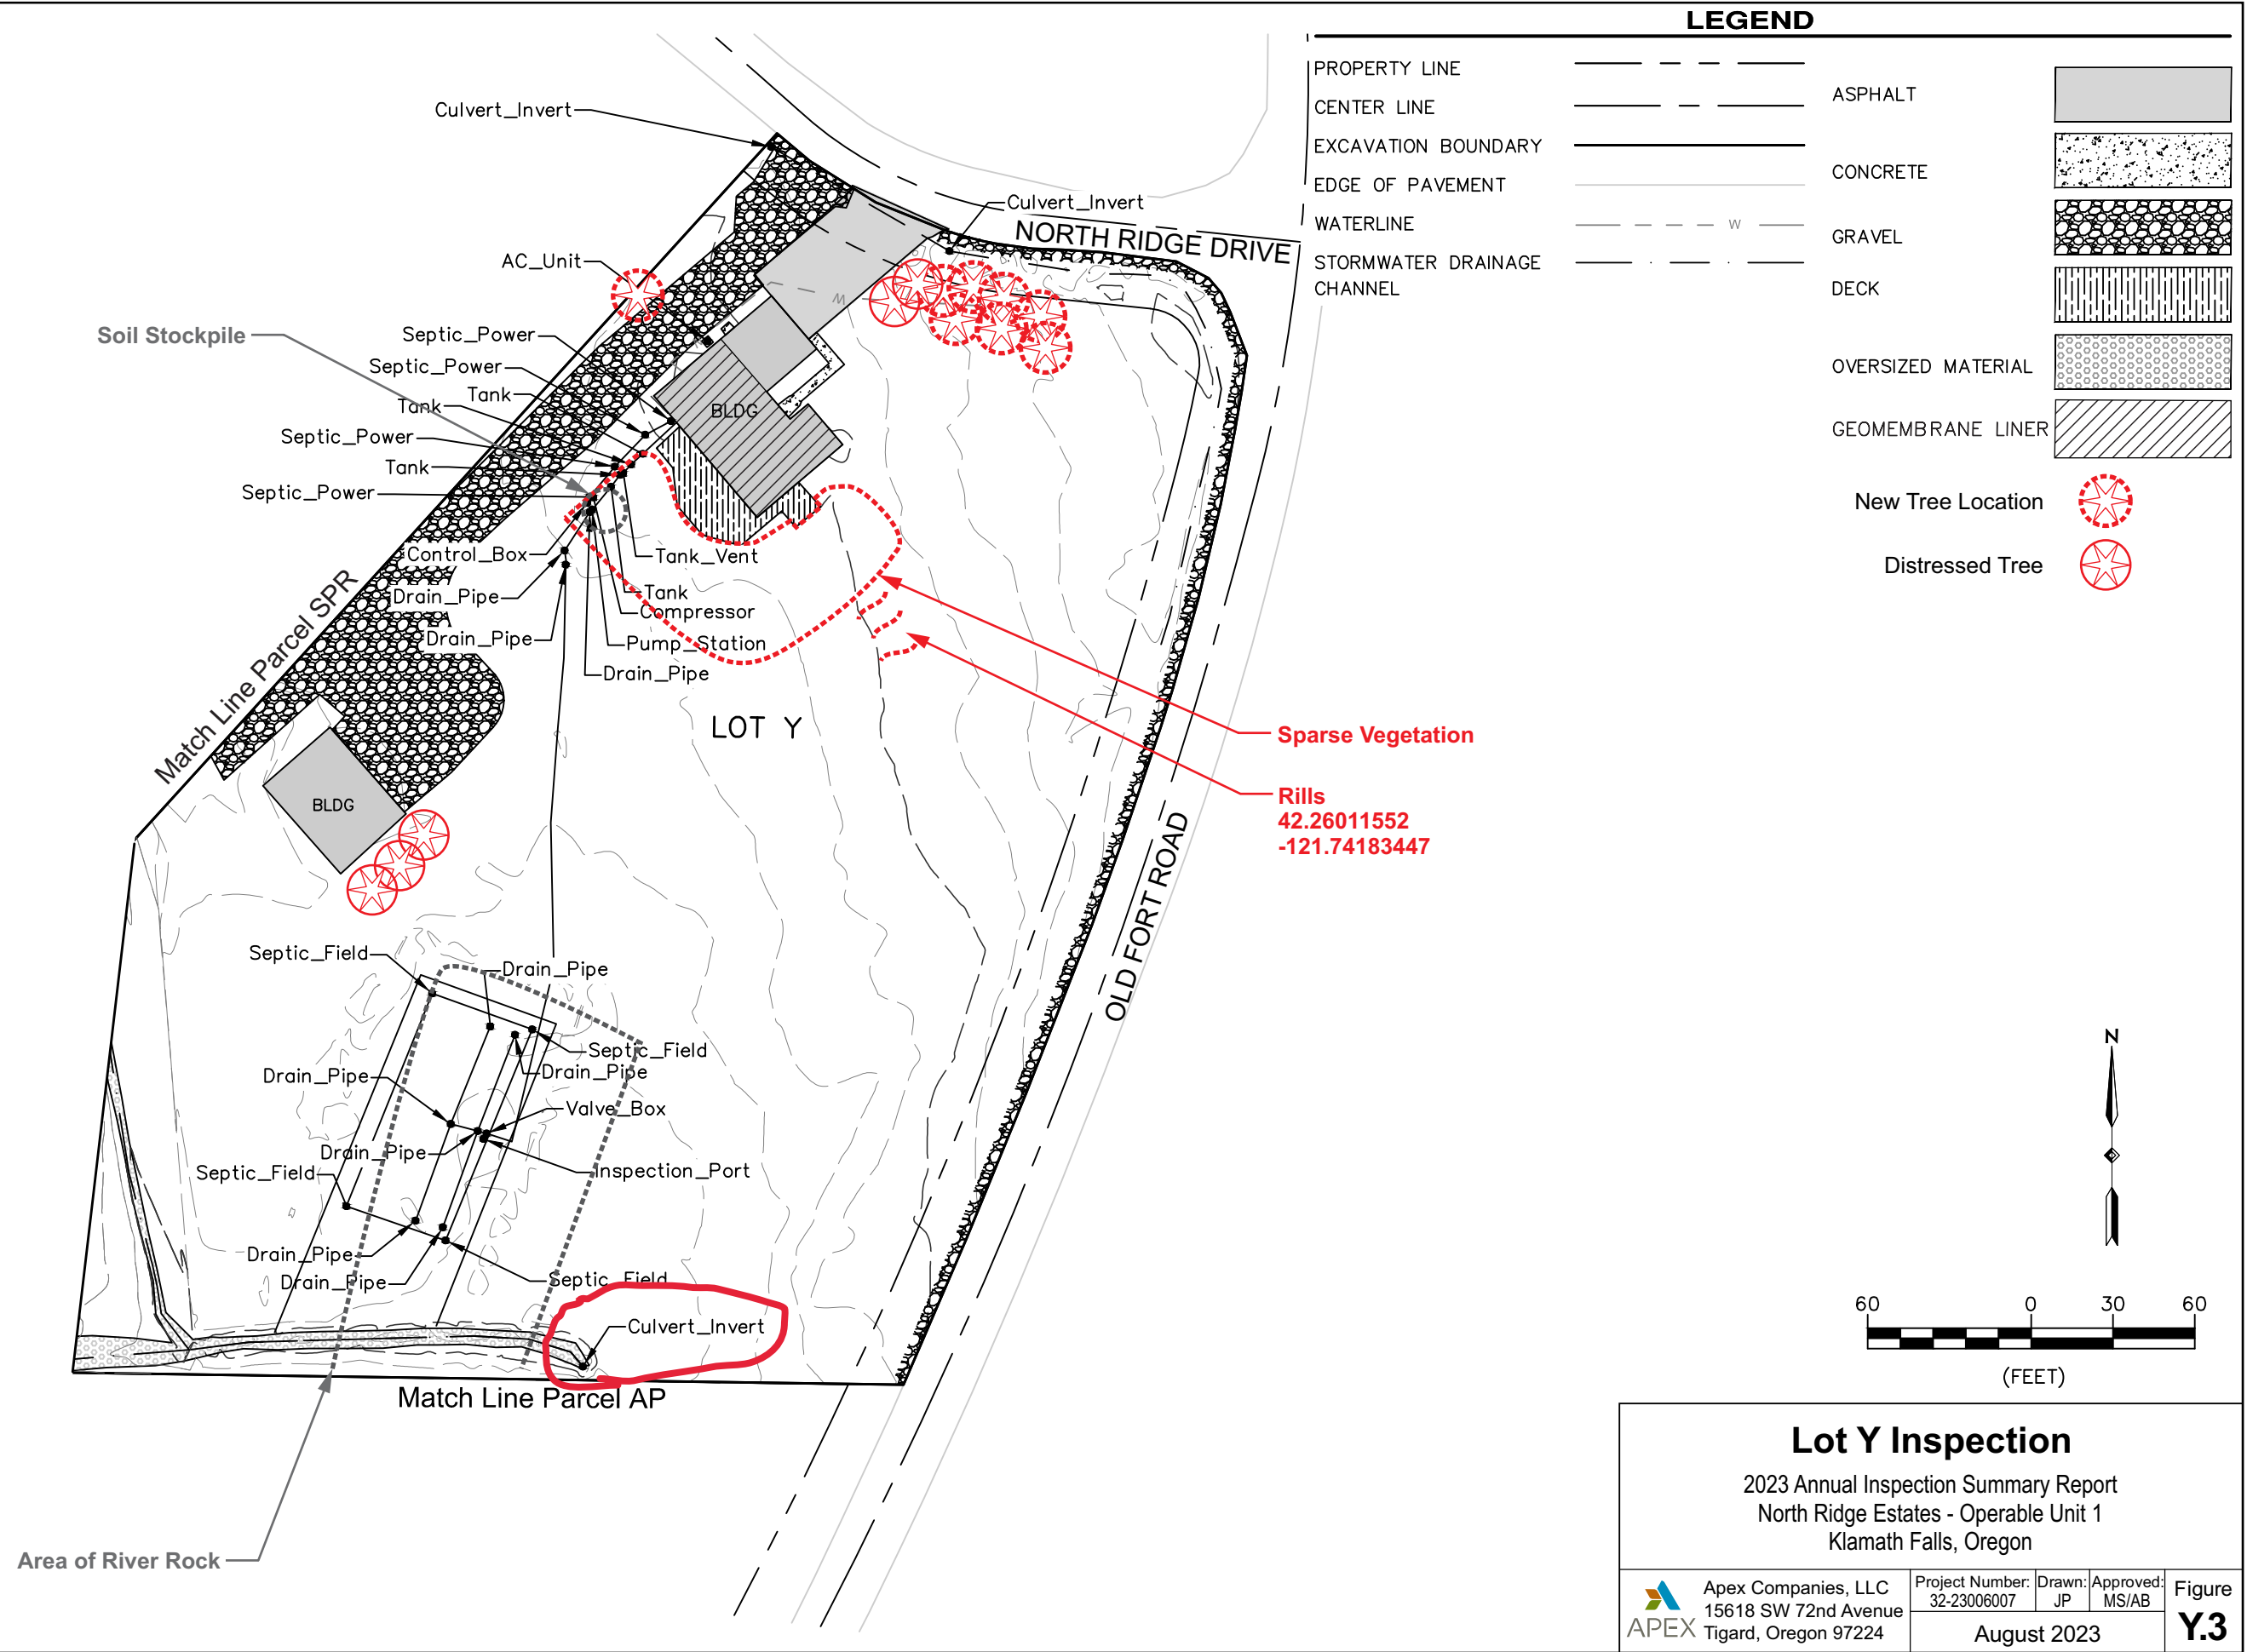 LEGEND
PROPERTY LINE
CENTER LINE
EXCAVATION BOUNDARY
EDGE OF PAVEMENT
WATERLINE
W
STORMWATER DRAINAGE
CHANNEL
ASPHALT
CONCRETE
GRAVEL
DECK
OVERSIZED MATERIAL
GEOMEMBRANE LINER
New Tree Location
Distressed Tree
Culvert_Invert
Culvert_Invert
NORTH RIDGE DRIVE
AC_Unit
W
Soil Stockpile
Septic_Power
Septic_Power
Tank
Tank
BLDG
Septic_Power
Tank
Septic_Power
Control_Box
Tank_Vent
Drain_Pipe
Tank
Compressor
Drain_Pipe
Pump_Station
Drain_Pipe
Match Line Parcel SPR
LOT Y
Sparse Vegetation
Rills
42.26011552
-121.74183447
BLDG
OLD FORT ROAD
Septic_Field
Drain_Pipe
Septic_Field
Drain_Pipe
Drain_Pipe
Valve_Box
Drain_Pipe
Septic_Field
Inspection_Port
Drain_Pipe
Drain_Pipe
Septic_Field
Culvert_Invert
Match Line Parcel AP
Area of River Rock
N
60 0 30 60
(FEET)
Lot Y Inspection
2023 Annual Inspection Summary Report
North Ridge Estates - Operable Unit 1
Klamath Falls, Oregon
APEX
Apex Companies, LLC
15618 SW 72nd Avenue
Tigard, Oregon 97224
Project Number:
32-23006007
Drawn:
JP
Approved:
MS/AB
August 2023
Figure
Y.3